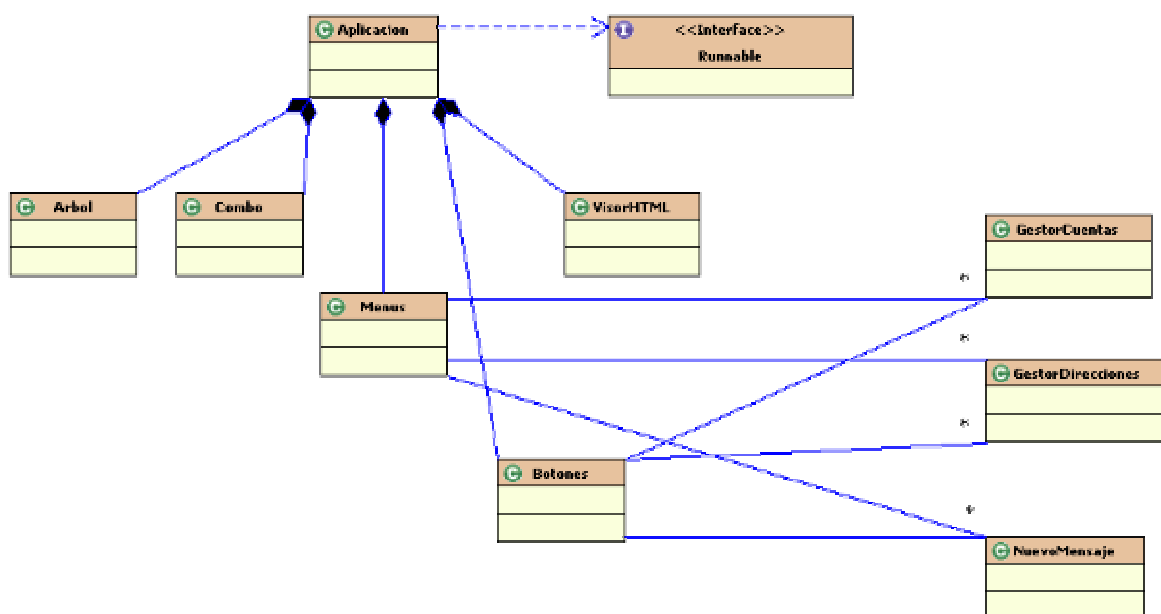 Aplicacion
<<Interface>>
Runnable
Arbol
Combo
VisorHTML
GestorCuentas
*
Menus
*
GestorDirecciones
*
Botones
*
NuevoMensaje